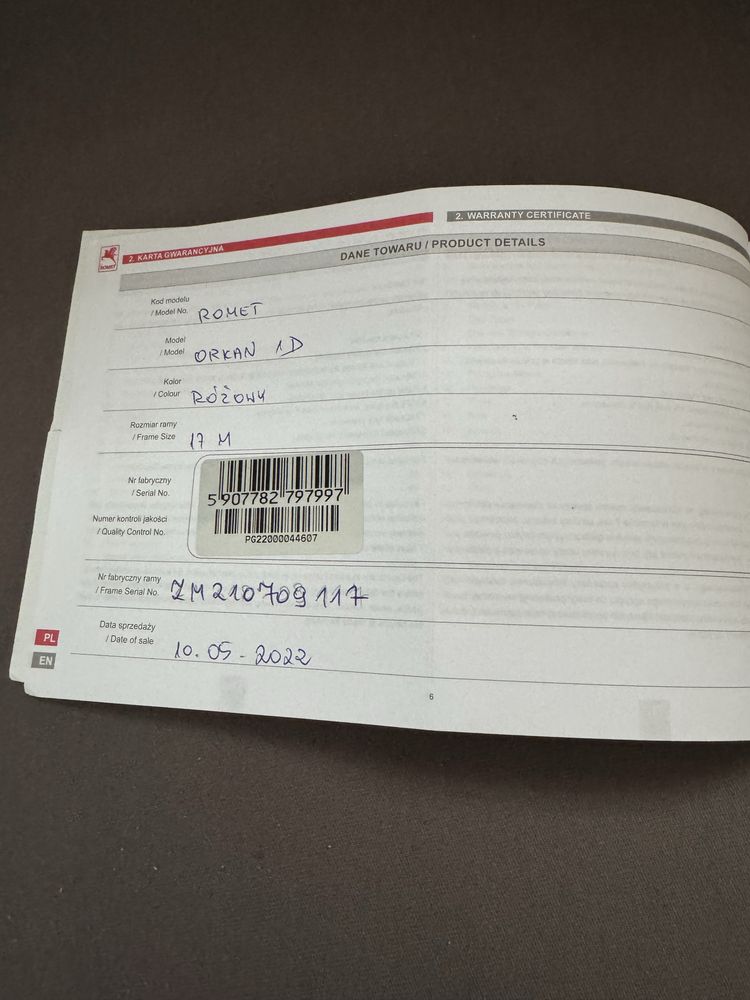 ROMET
2. KARTA GWARANCYJNA
2. WARRANTY CERTIFICATE
DANE TOWARU / PRODUCT DETAILS
Kod modelu
/ Model No. ROMET
Model
/ Model ORKAN 1D
Kolor
/ Colour RÓŻOWY
Rozmiar ramy
/ Frame Size 17 M
Nr fabryczny
/ Serial No.
5 907782 797997
Numer kontroli jakości
/ Quality Control No.
PG22000044607
Nr fabryczny ramy
/ Frame Serial No. ZM210709117
Data sprzedaży
/ Date of sale 10.05-2022
PL
EN
6